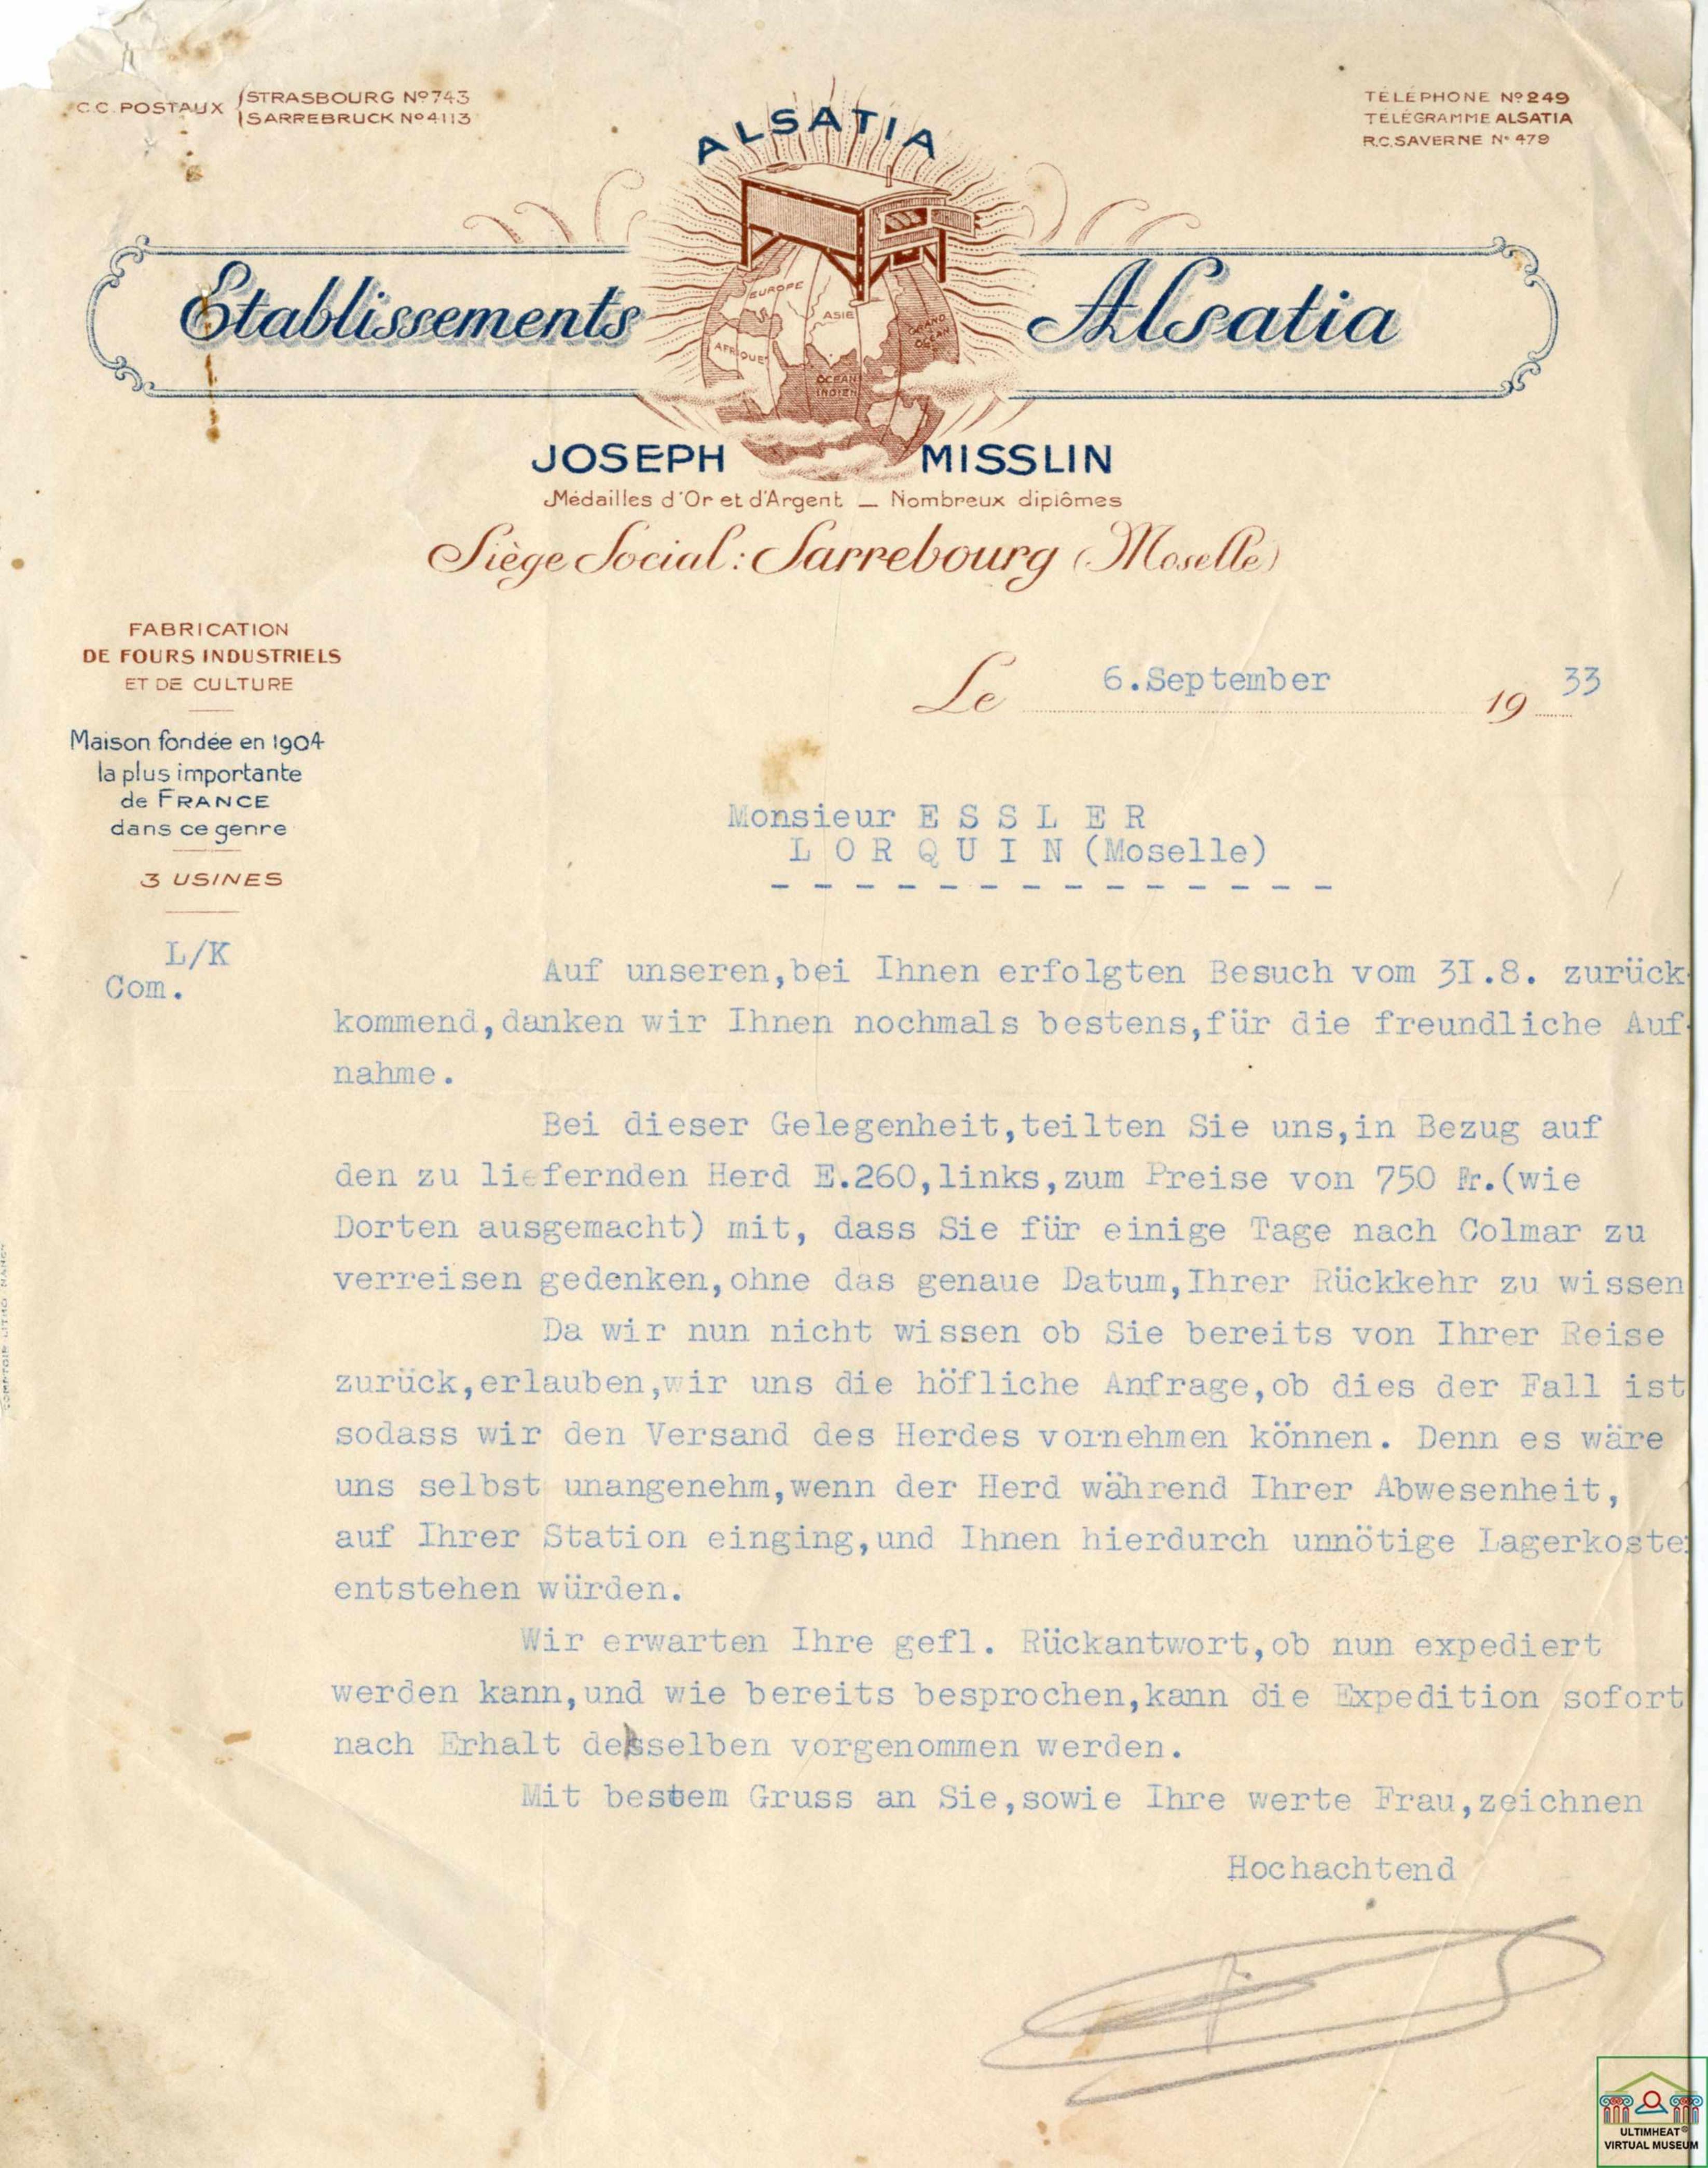 C.C. POSTAUX
STRASBOURG Nº 743
SARREBRUCK Nº 4113
TÉLÉPHONE Nº 249
TÉLÉGRAMME ALSATIA
R.C. SAVERNE Nº 479
ALSATIA
EUROPE
ASIE
AFRIQUE
GRAND
OCÉAN
OCÉAN
INDIEN
Etablissements Alsatia
JOSEPH MISSLIN
Médailles d'Or et d'Argent — Nombreux diplômes
Siège Social: Sarrebourg (Moselle)
FABRICATION
DE FOURS INDUSTRIELS
ET DE CULTURE
Maison fondée en 1904
la plus importante
de FRANCE
dans ce genre
3 USINES
Le 6.September 19 33
Monsieur E S S L E R
L O R Q U I N (Moselle)
- - - - - - - - - - - - - -
L/K
Com.
Auf unseren,bei Ihnen erfolgten Besuch vom 3I.8. zurück-
kommend,danken wir Ihnen nochmals bestens,für die freundliche Auf-
nahme.
Bei dieser Gelegenheit,teilten Sie uns,in Bezug auf
den zu liefernden Herd E.260,links,zum Preise von 750 Fr.(wie
Dorten ausgemacht) mit, dass Sie für einige Tage nach Colmar zu
verreisen gedenken,ohne das genaue Datum,Ihrer Rückkehr zu wissen
Da wir nun nicht wissen ob Sie bereits von Ihrer Reise
zurück,erlauben,wir uns die höfliche Anfrage,ob dies der Fall ist
sodass wir den Versand des Herdes vornehmen können. Denn es wäre
uns selbst unangenehm,wenn der Herd während Ihrer Abwesenheit,
auf Ihrer Station einging,und Ihnen hierdurch unnötige Lagerkoste
entstehen würden.
Wir erwarten Ihre gefl. Rückantwort,ob nun expediert
werden kann,und wie bereits besprochen,kann die Expedition sofort
nach Erhalt desselben vorgenommen werden.
Mit bestem Gruss an Sie,sowie Ihre werte Frau,zeichnen
Hochachtend
ULTIMHEAT®
VIRTUAL MUSEUM